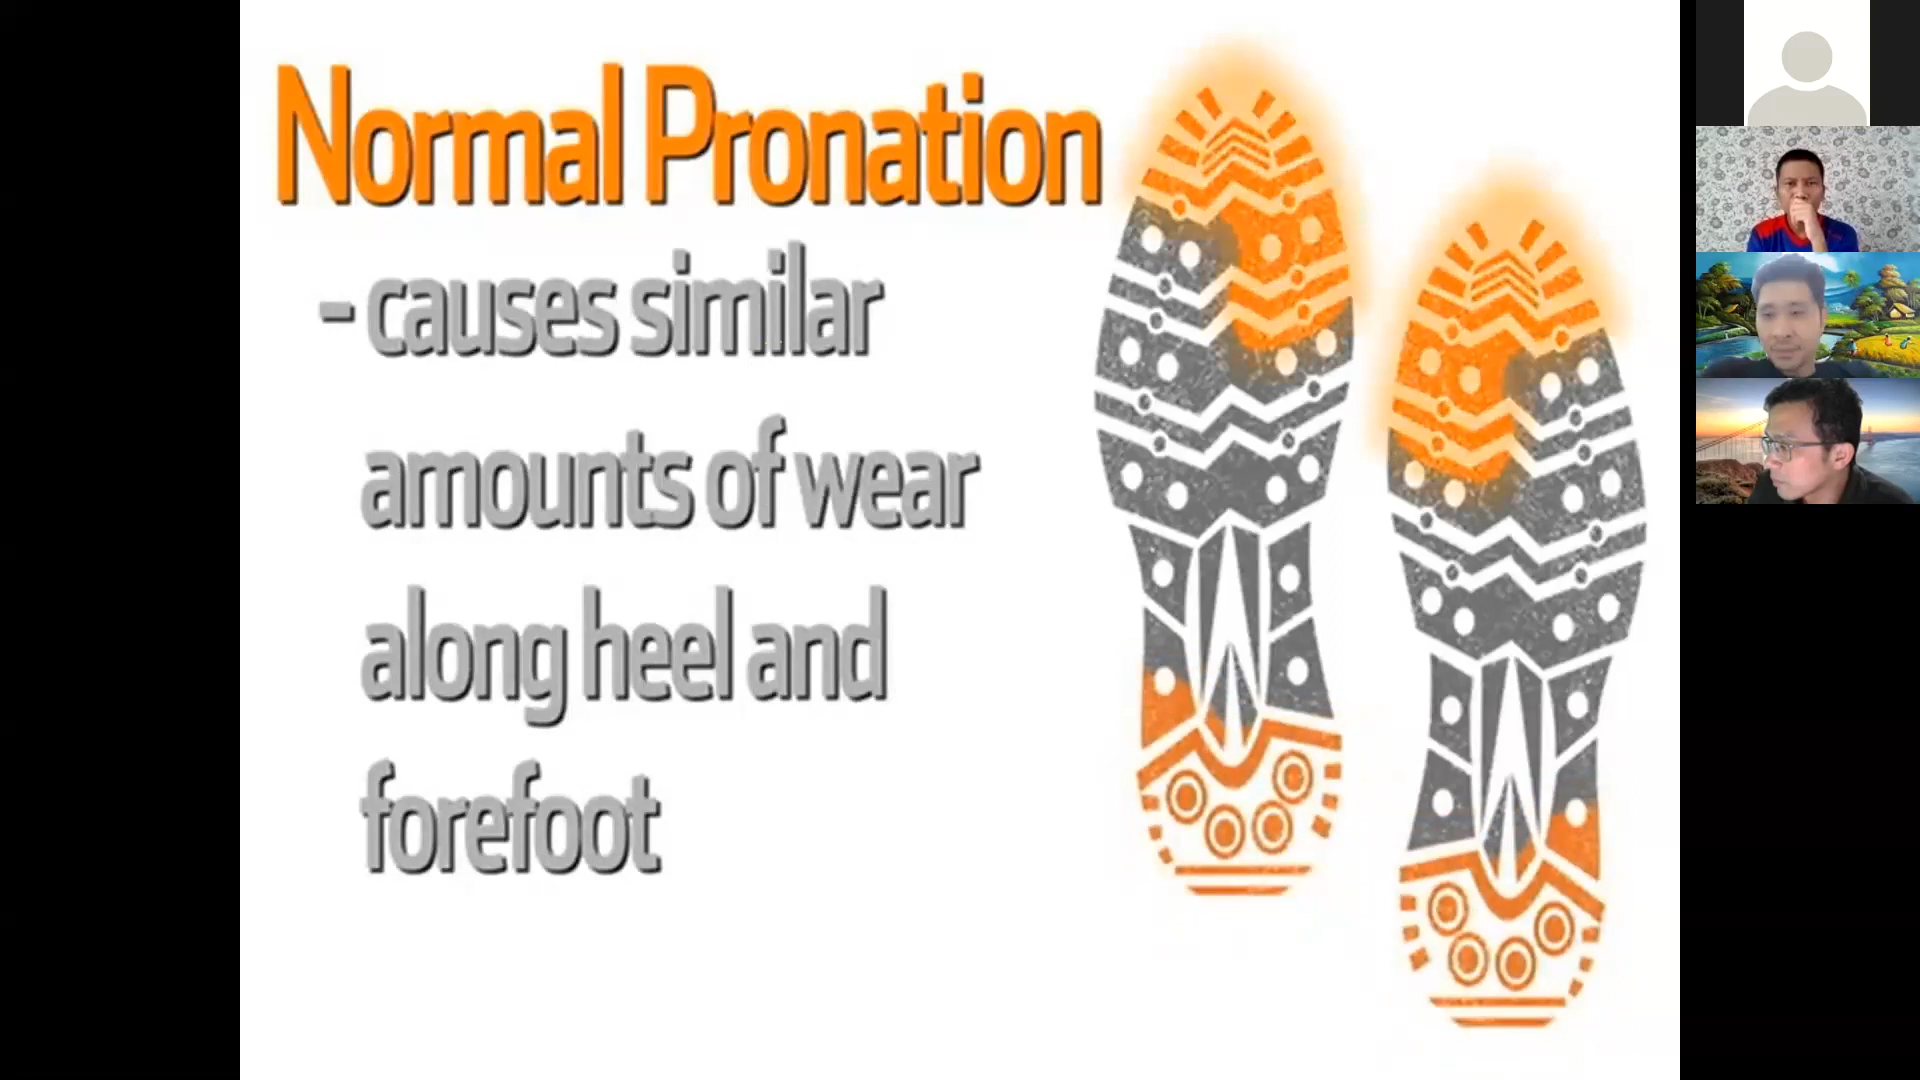 Normal Pronation
- causes similar
amounts of wear
along heel and
forefoot